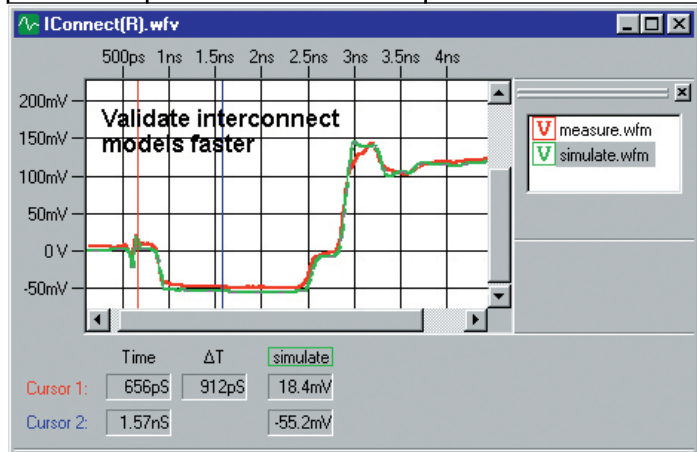 IConnect(R).wfv
500ps 1ns 1.5ns 2ns 2.5ns 3ns 3.5ns 4ns
200mV
150mV
100mV
50mV
0 V
-50mV
Validate interconnect
models faster
V measure.wfm
V simulate.wfm
Time ΔT simulate
Cursor 1: 656pS 912pS 18.4mV
Cursor 2: 1.57nS -55.2mV